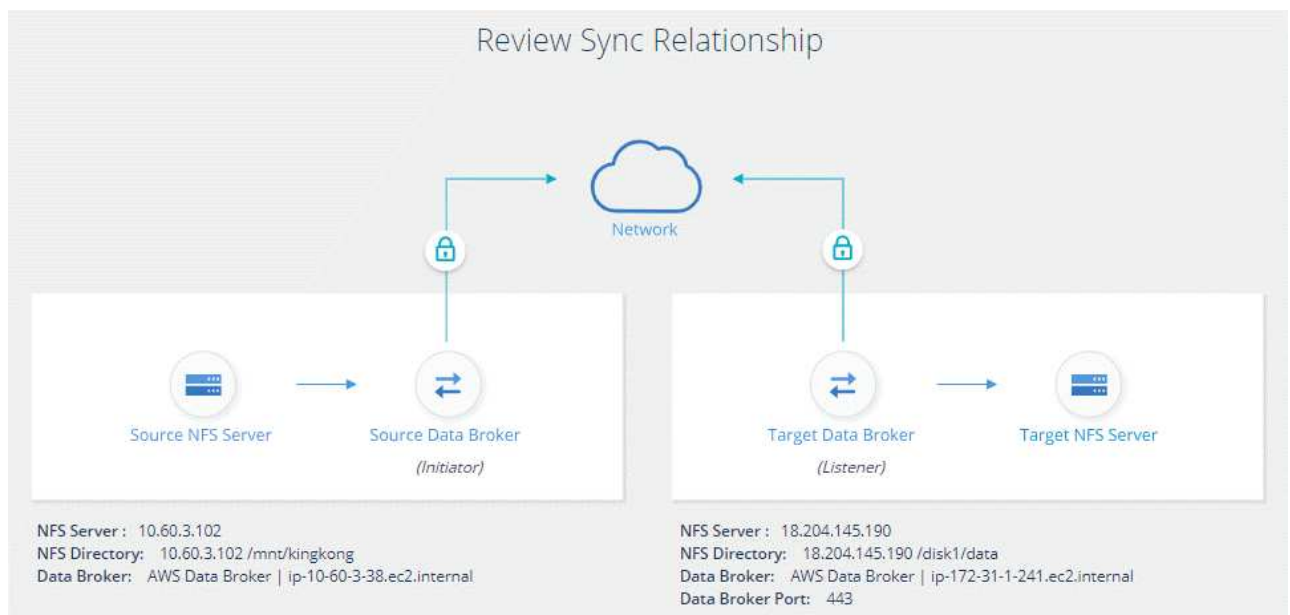 Review Sync Relationship
Network
Source NFS Server
Source Data Broker
(Initiator)
Target Data Broker
(Listener)
Target NFS Server
NFS Server : 10.60.3.102
NFS Directory: 10.60.3.102 /mnt/kingkong
Data Broker: AWS Data Broker | ip-10-60-3-38.ec2.internal
NFS Server : 18.204.145.190
NFS Directory: 18.204.145.190 /disk1/data
Data Broker: AWS Data Broker | ip-172-31-1-241.ec2.internal
Data Broker Port: 443